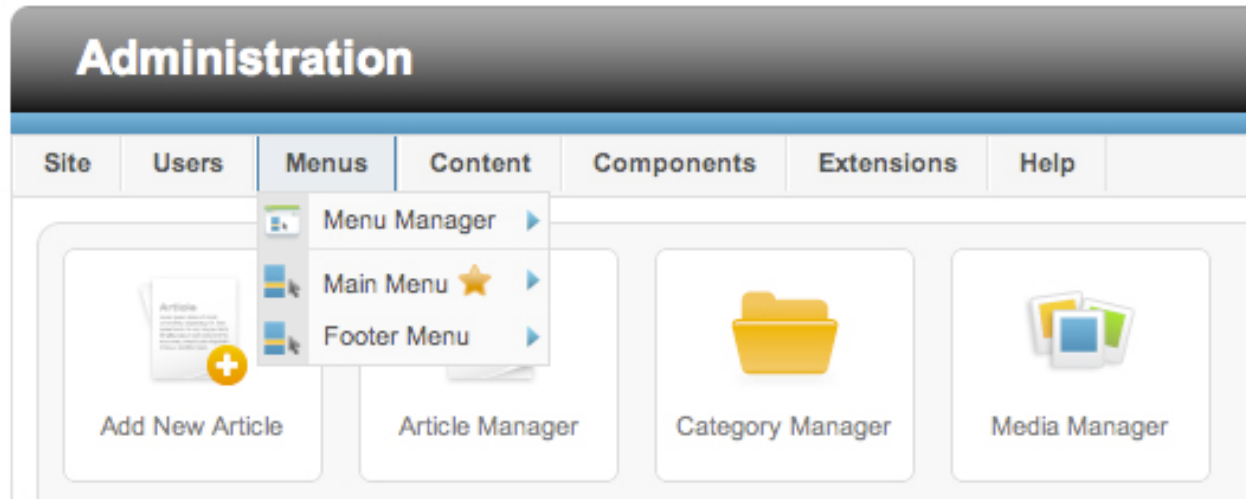 Administration
Site Users Menus Content Components Extensions Help
Menu Manager
Main Menu
Footer Menu
Article
Add New Article Article Manager Category Manager Media Manager